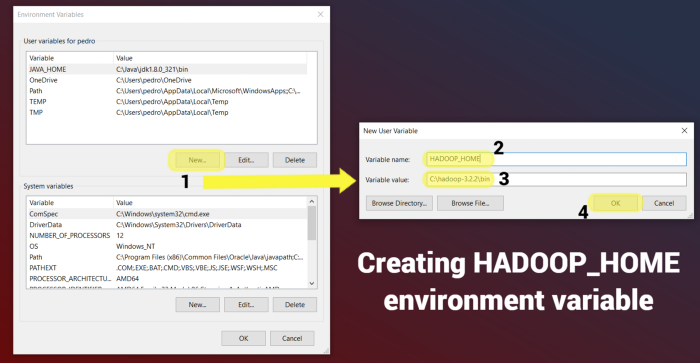 Environment Variables
User variables for pedro
Variable Value
JAVA_HOME C:\Java\jdk1.8.0_321\bin
OneDrive C:\Users\pedro\OneDrive
Path C:\Users\pedro\AppData\Local\Microsoft\WindowsApps;C:\...
TEMP C:\Users\pedro\AppData\Local\Temp
TMP C:\Users\pedro\AppData\Local\Temp
New... Edit... Delete
1
System variables
Variable Value
ComSpec C:\Windows\system32\cmd.exe
DriverData C:\Windows\System32\Drivers\DriverData
NUMBER_OF_PROCESSORS 12
OS Windows_NT
Path C:\Program Files (x86)\Common Files\Oracle\Java\javapath;C:...
PATHEXT .COM;.EXE;.BAT;.CMD;.VBS;.VBE;.JS;.JSE;.WSF;.WSH;.MSC
PROCESSOR_ARCHITECTU... AMD64
New... Edit... Delete
OK Cancel
New User Variable
2
Variable name: HADOOP_HOME
Variable value: C:\hadoop-3.2.2\bin 3
Browse Directory... Browse File... 4 OK Cancel
Creating HADOOP_HOME
environment variable